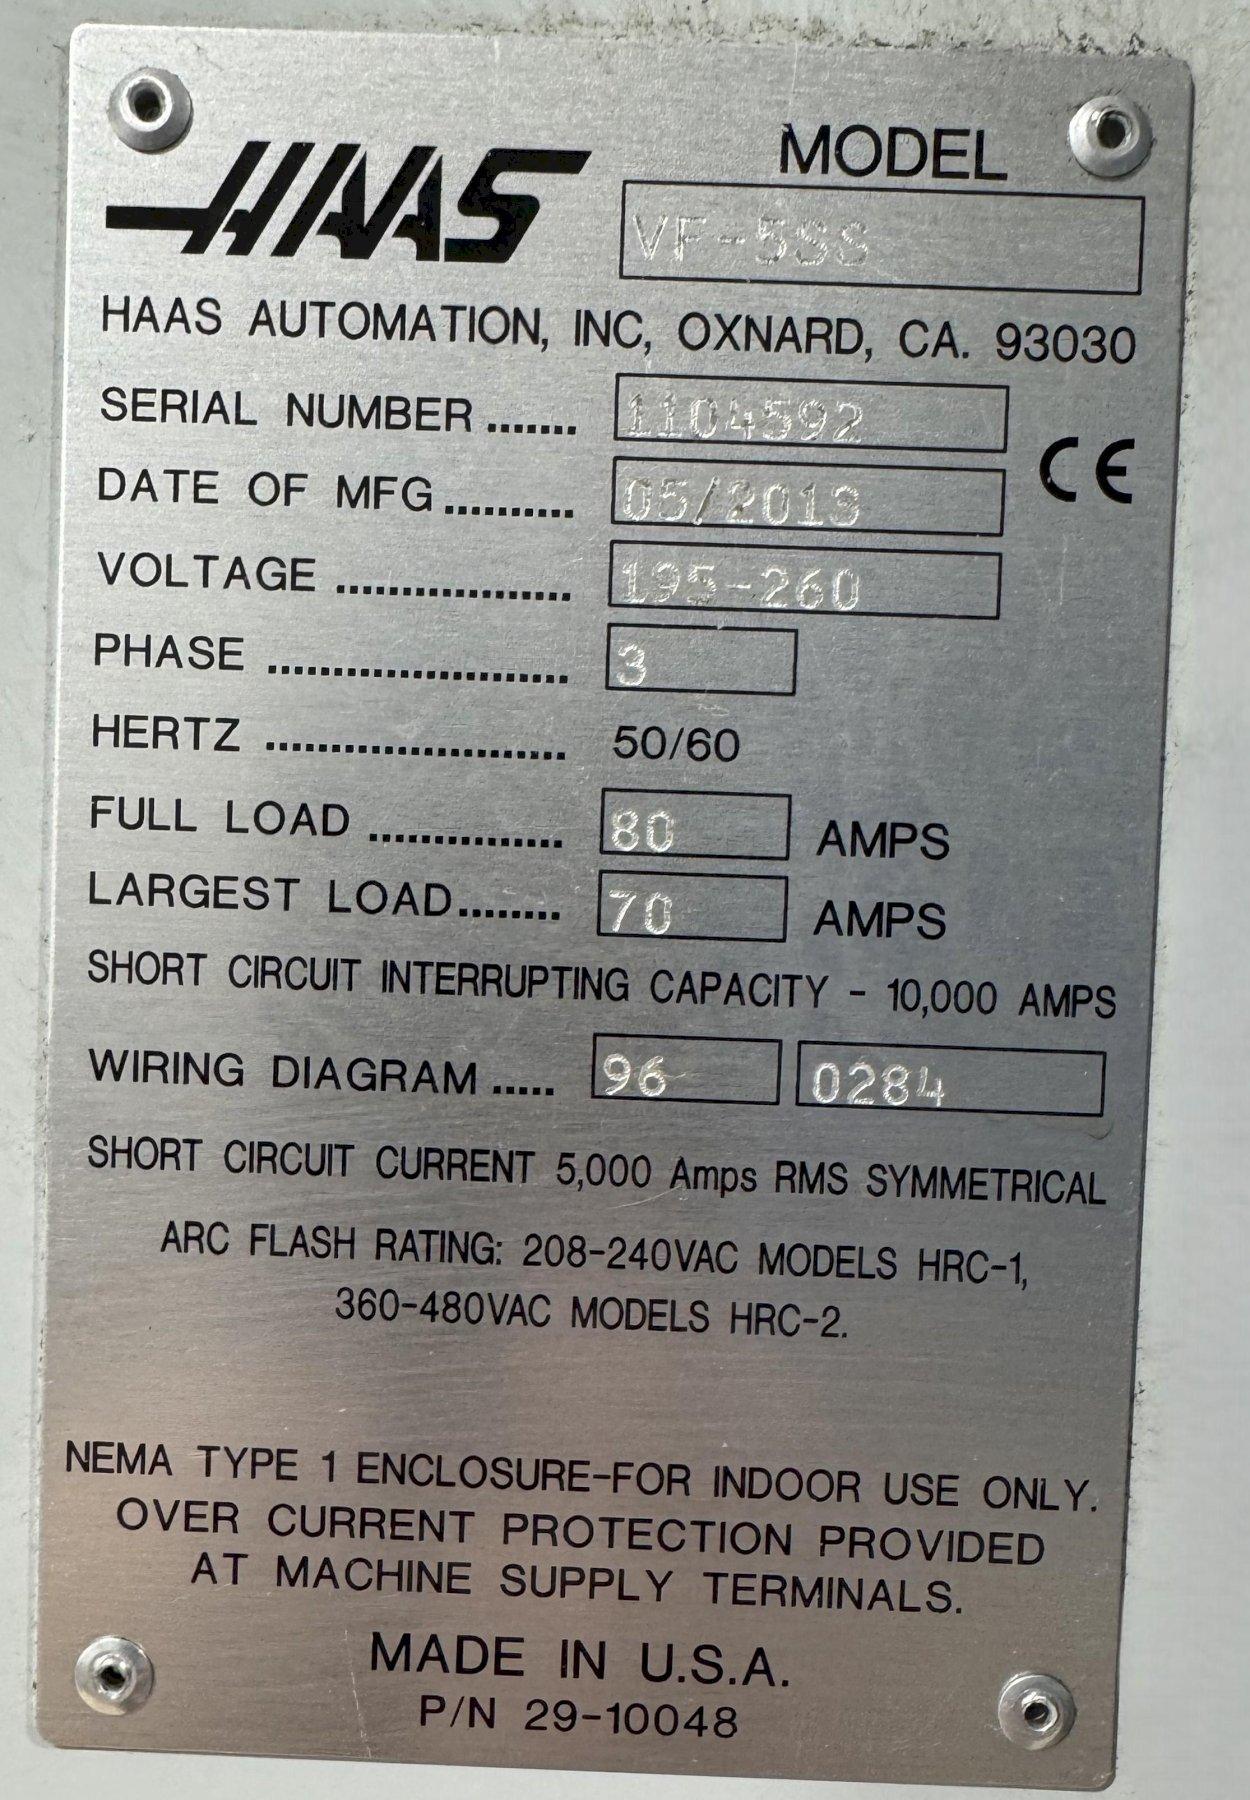 HAAS
MODEL
VF-5SS
HAAS AUTOMATION, INC, OXNARD, CA. 93030
SERIAL NUMBER ....... 1104592
CE
DATE OF MFG .......... 05/2013
VOLTAGE .................. 195-260
PHASE ....................... 3
HERTZ ....................... 50/60
FULL LOAD ............... 80 AMPS
LARGEST LOAD........ 70 AMPS
SHORT CIRCUIT INTERRUPTING CAPACITY - 10,000 AMPS
WIRING DIAGRAM ..... 96 0284
SHORT CIRCUIT CURRENT 5,000 Amps RMS SYMMETRICAL
ARC FLASH RATING: 208-240VAC MODELS HRC-1,
360-480VAC MODELS HRC-2.
NEMA TYPE 1 ENCLOSURE-FOR INDOOR USE ONLY.
OVER CURRENT PROTECTION PROVIDED
AT MACHINE SUPPLY TERMINALS.
MADE IN U.S.A.
P/N 29-10048